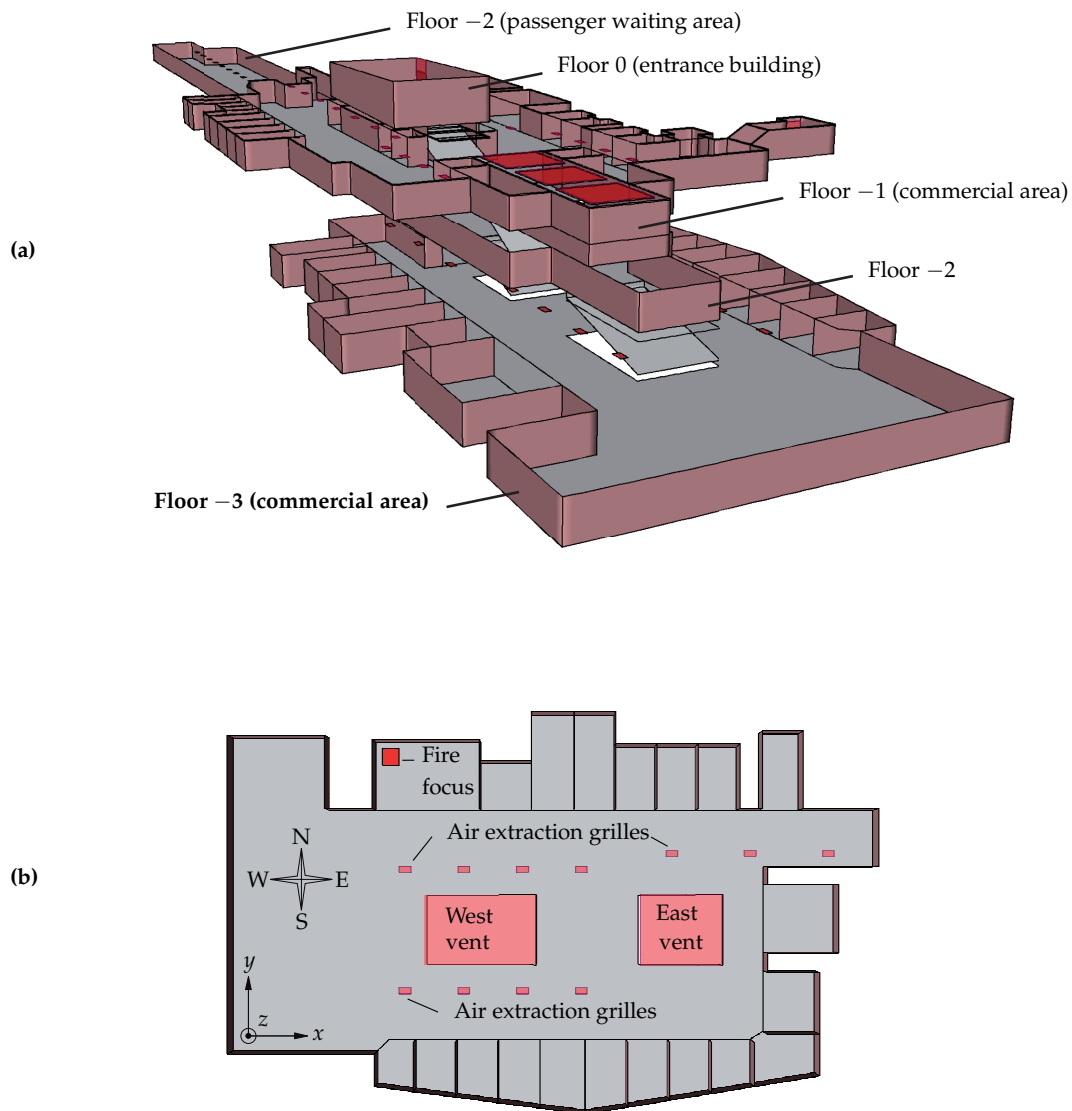 Floor −2 (passenger waiting area)
Floor 0 (entrance building)
Floor −1 (commercial area)
(a)
Floor −2
Floor −3 (commercial area)
Fire
focus
Air extraction grilles
N
(b)
W E
S
West
vent
East
vent
y
Air extraction grilles
z
x